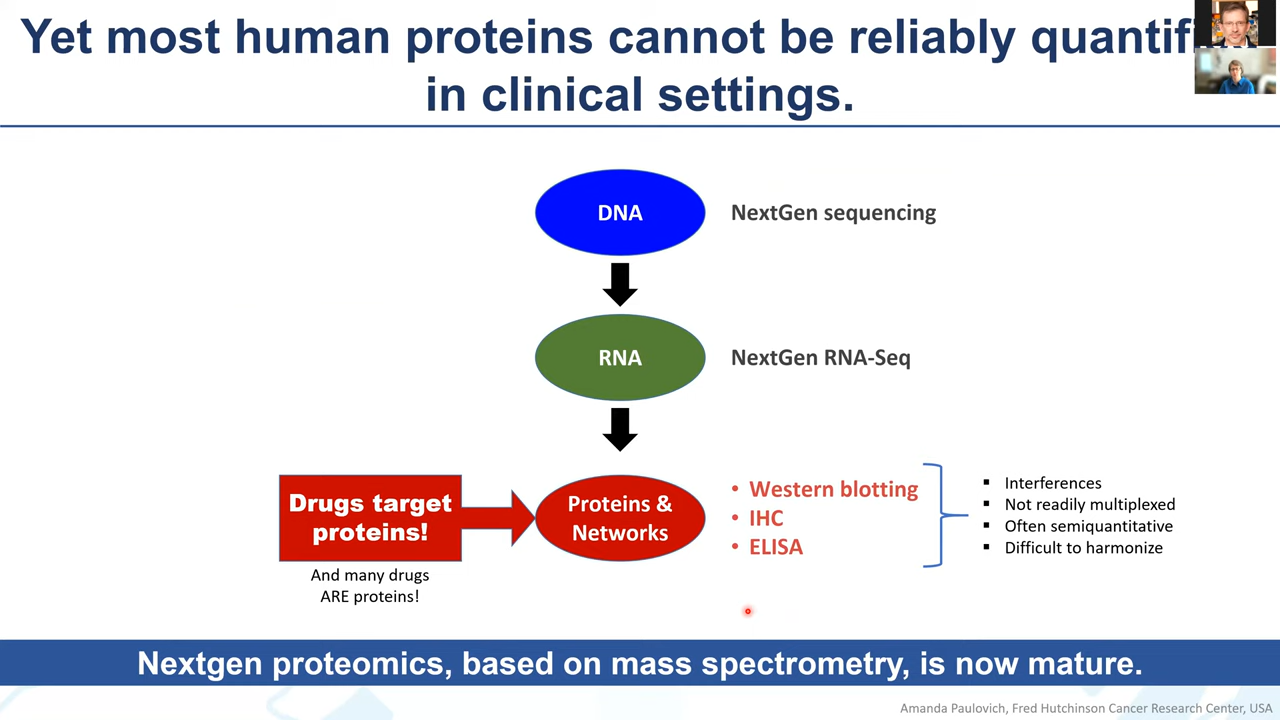 Yet most human proteins cannot be reliably quantif
in clinical settings.
DNA
NextGen sequencing
RNA
NextGen RNA-Seq
Drugs target
proteins!
And many drugs
ARE proteins!
Proteins &
Networks
• Western blotting
• IHC
• ELISA
▪ Interferences
▪ Not readily multiplexed
▪ Often semiquantitative
▪ Difficult to harmonize
Nextgen proteomics, based on mass spectrometry, is now mature.
Amanda Paulovich, Fred Hutchinson Cancer Research Center, USA